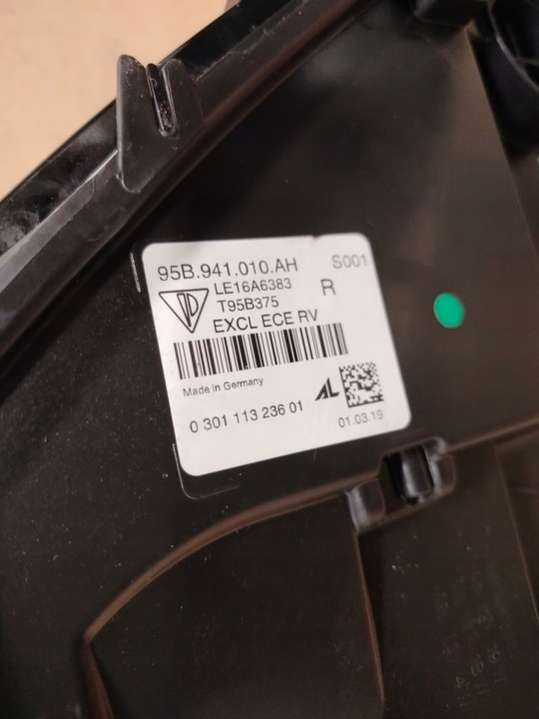 95B.941.010.AH S001
LE16A6383 R
T95B375
EXCL ECE RV
Made in Germany
AL
0 301 113 236 01
01.03.19